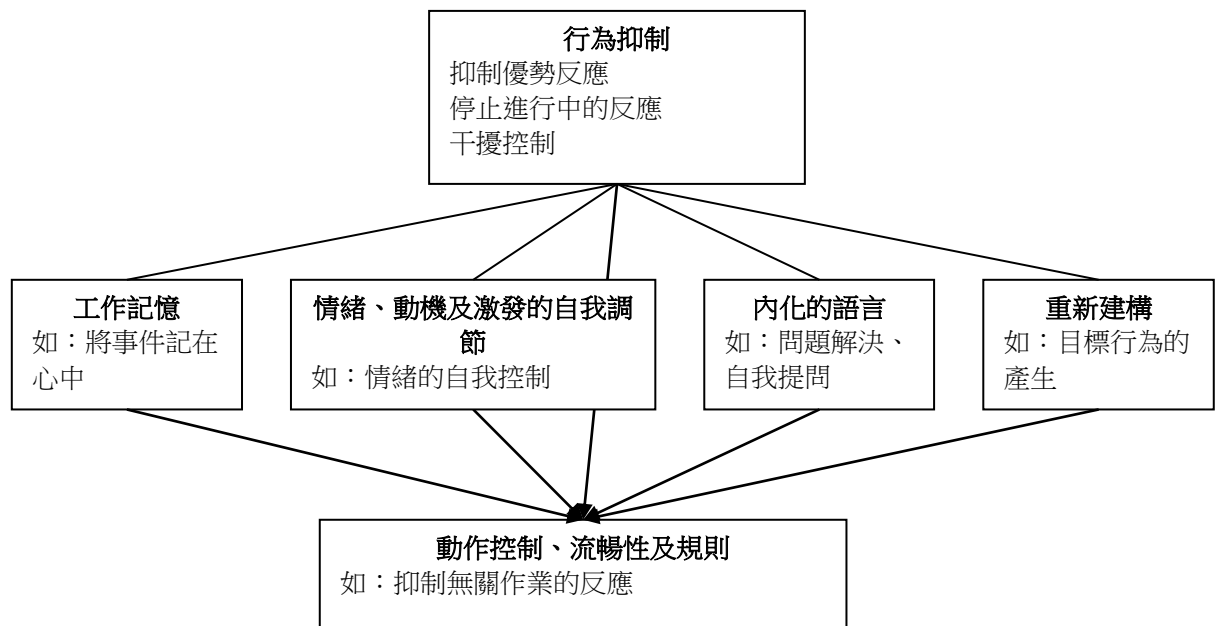 行為抑制
抑制優勢反應
停止進行中的反應
干擾控制
工作記憶
如：將事件記在
心中
情緒、動機及激發的自我調
節
如：情緒的自我控制
內化的語言
如：問題解決、
自我提問
重新建構
如：目標行為的
產生
動作控制、流暢性及規則
如：抑制無關作業的反應